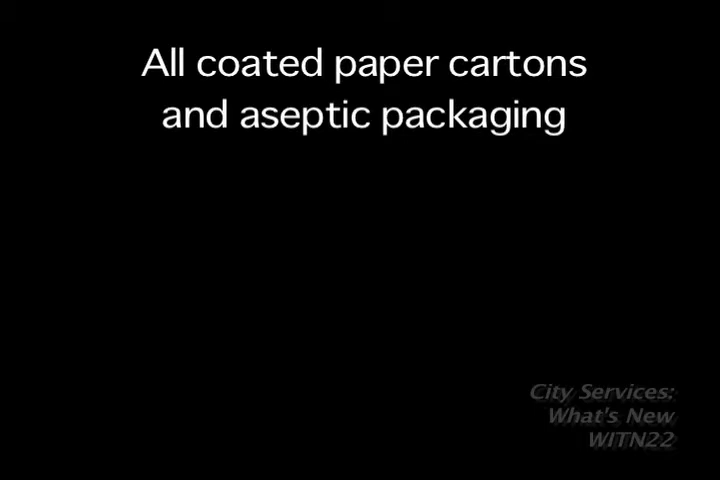 All coated paper cartons
and aseptic packaging
City Services:
What's New
WITN22